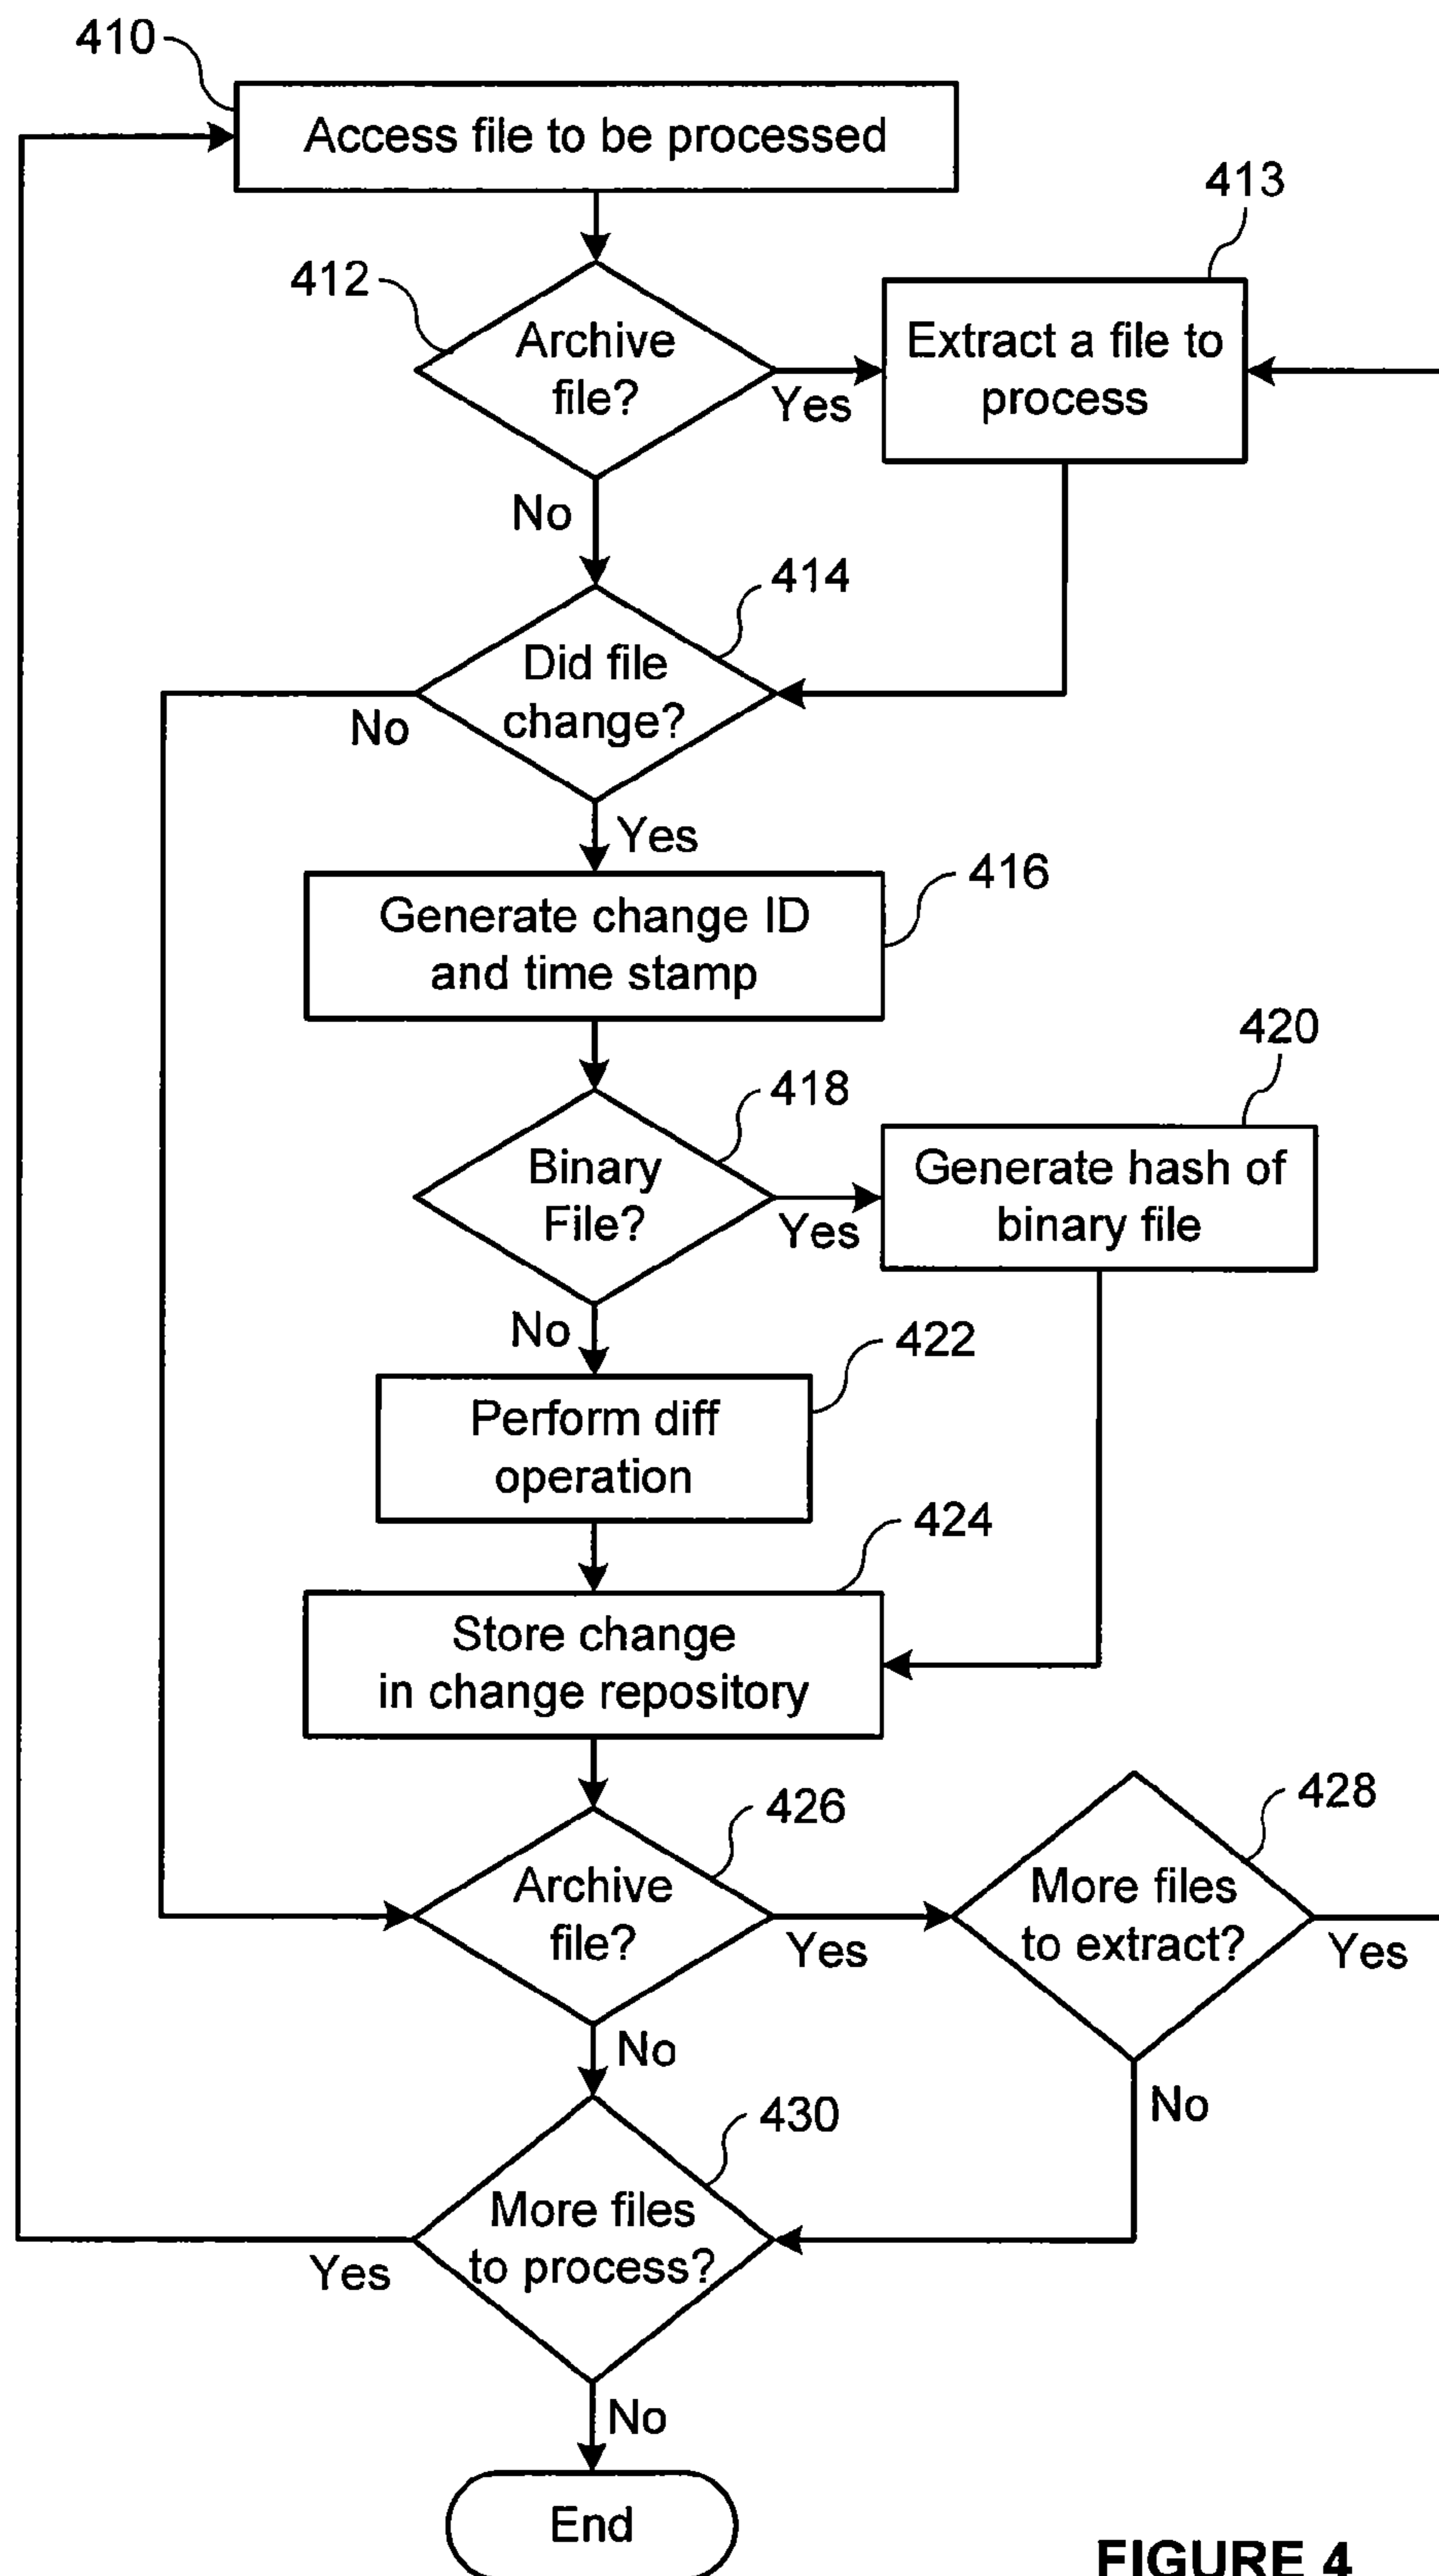 410
Access file to be processed
413
412
Archive
file?
Yes
Extract a file to
process
No
414
Did file
change?
No
Yes
416
Generate change ID
and time stamp
420
418
Binary
File?
Yes
Generate hash of
binary file
No
422
Perform diff
operation
424
Store change
in change repository
426
428
Archive
file?
Yes
More files
to extract?
Yes
No
430
No
More files
to process?
Yes
No
End
FIGURE 4